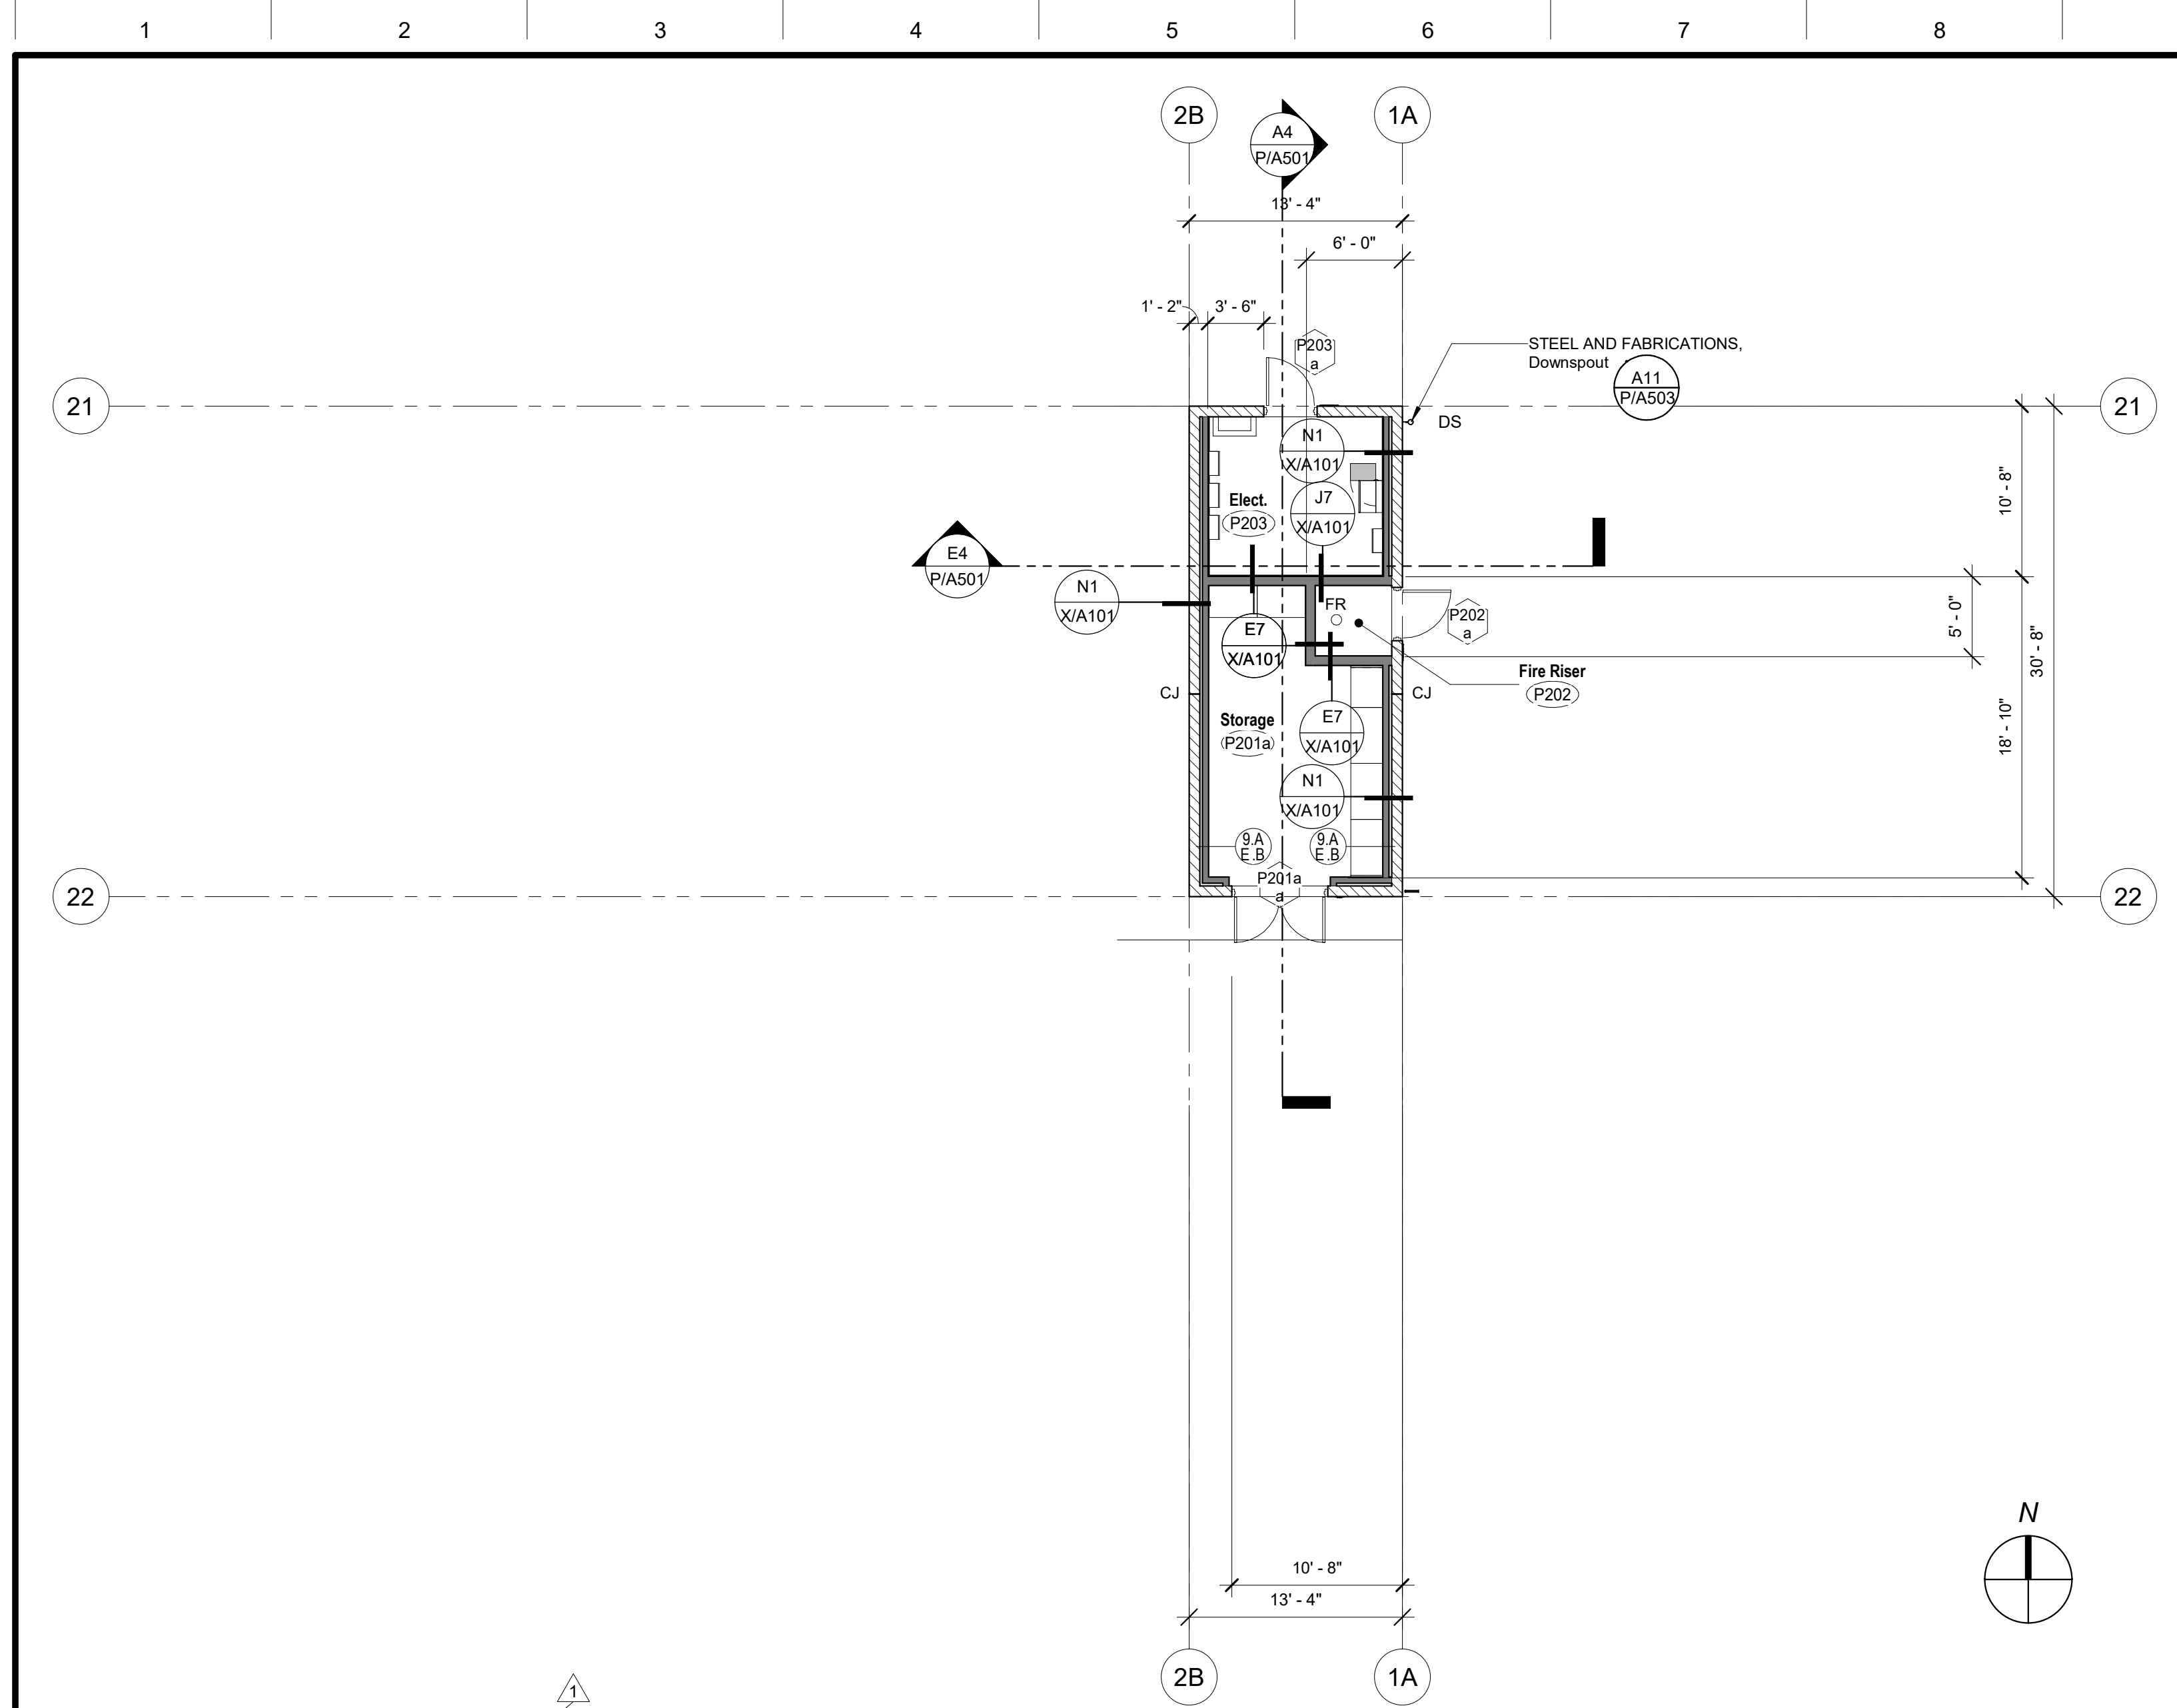 1 2 3 4 5 6 7 8
2B 1A
A4
P/A501
13' - 4"
6' - 0"
1' - 2" 3' - 6"
P203
a
STEEL AND FABRICATIONS,
Downspout
A11
P/A503
21 21
DS
N1
X/A101
10' - 8"
Elect.
P203
J7
X/A101
E4
P/A501
N1
X/A101
FR
P202
a
5' - 0"
E7
X/A101
30' - 8"
Fire Riser
P202
CJ CJ
Storage
P201a
E7
X/A101
18' - 10"
N1
X/A101
9.A
E.B
9.A
E.B
P201a
a
22 22
N
10' - 8"
13' - 4"
2B 1A
1